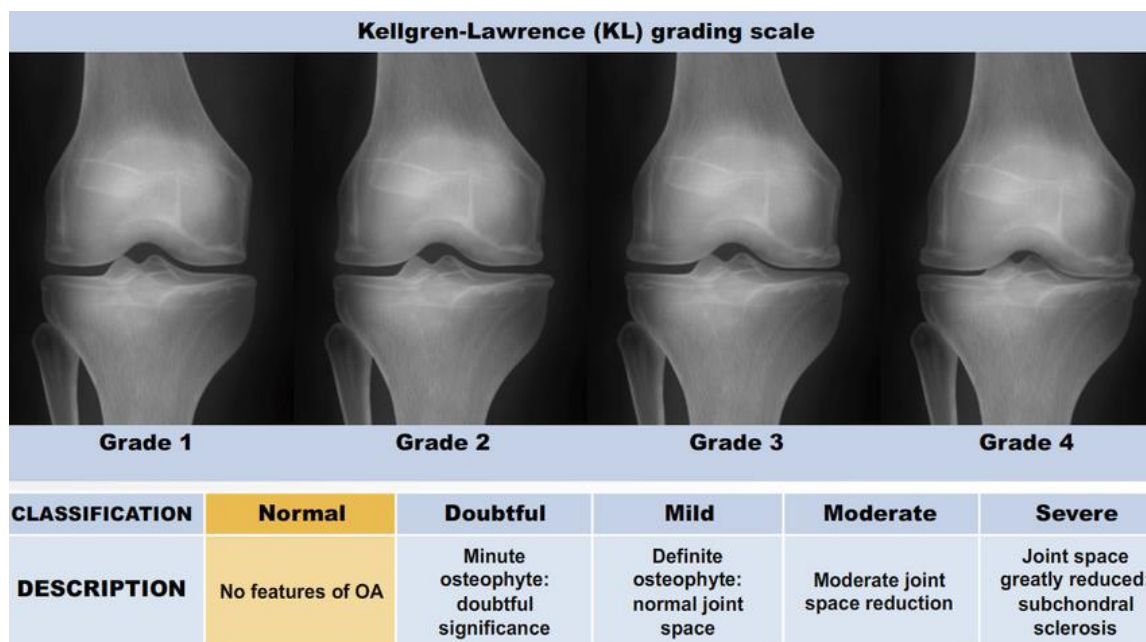 Kellgren-Lawrence (KL) grading scale
Grade 1 Grade 2 Grade 3 Grade 4
CLASSIFICATION Normal Doubtful Mild Moderate Severe
DESCRIPTION
No features of OA
Minute
osteophyte:
doubtful
significance
Definite
osteophyte:
normal joint
space
Moderate joint
space reduction
Joint space
greatly reduced:
subchondral
sclerosis